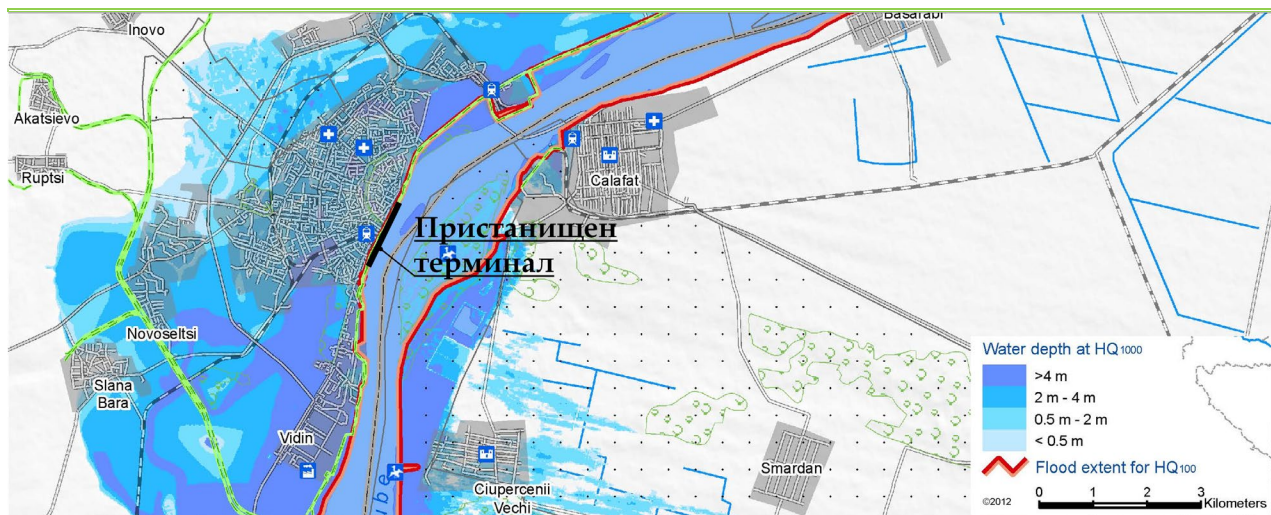 Inovo
Basarabi
Akatsievo
Ruptsi
Calafat
Пристанищен
терминал
Novoseltsi
Slana
Bara
Vidin
Ciupercenii
Vechi
Smardan
Water depth at HQ1000
>4 m
2 m - 4 m
0.5 m - 2 m
< 0.5 m
Flood extent for HQ100
©2012
0 1 2 3
Kilometers